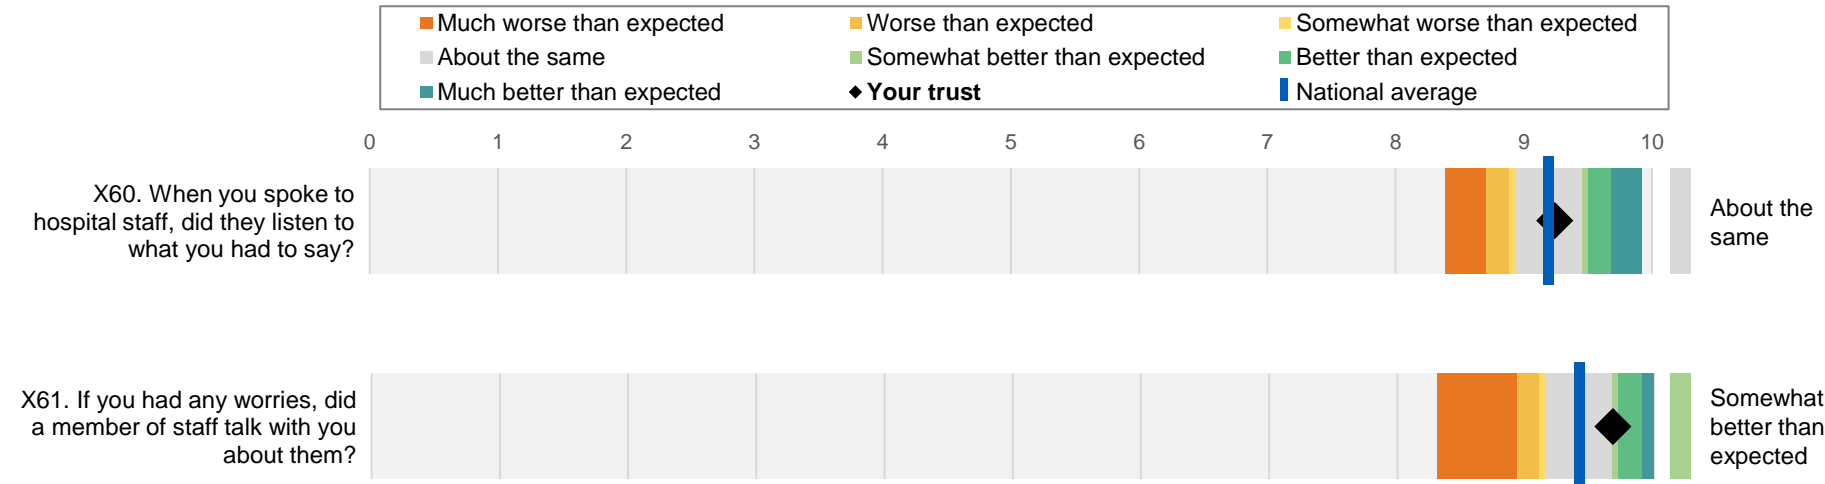 Much worse than expected
Worse than expected
Somewhat worse than expected
About the same
Somewhat better than expected
Better than expected
Much better than expected
Your trust
National average
0 1 2 3 4 5 6 7 8 9 10
X60. When you spoke to
hospital staff, did they listen to
what you had to say?
About the
same
X61. If you had any worries, did
a member of staff talk with you
about them?
Somewhat
better than
expected